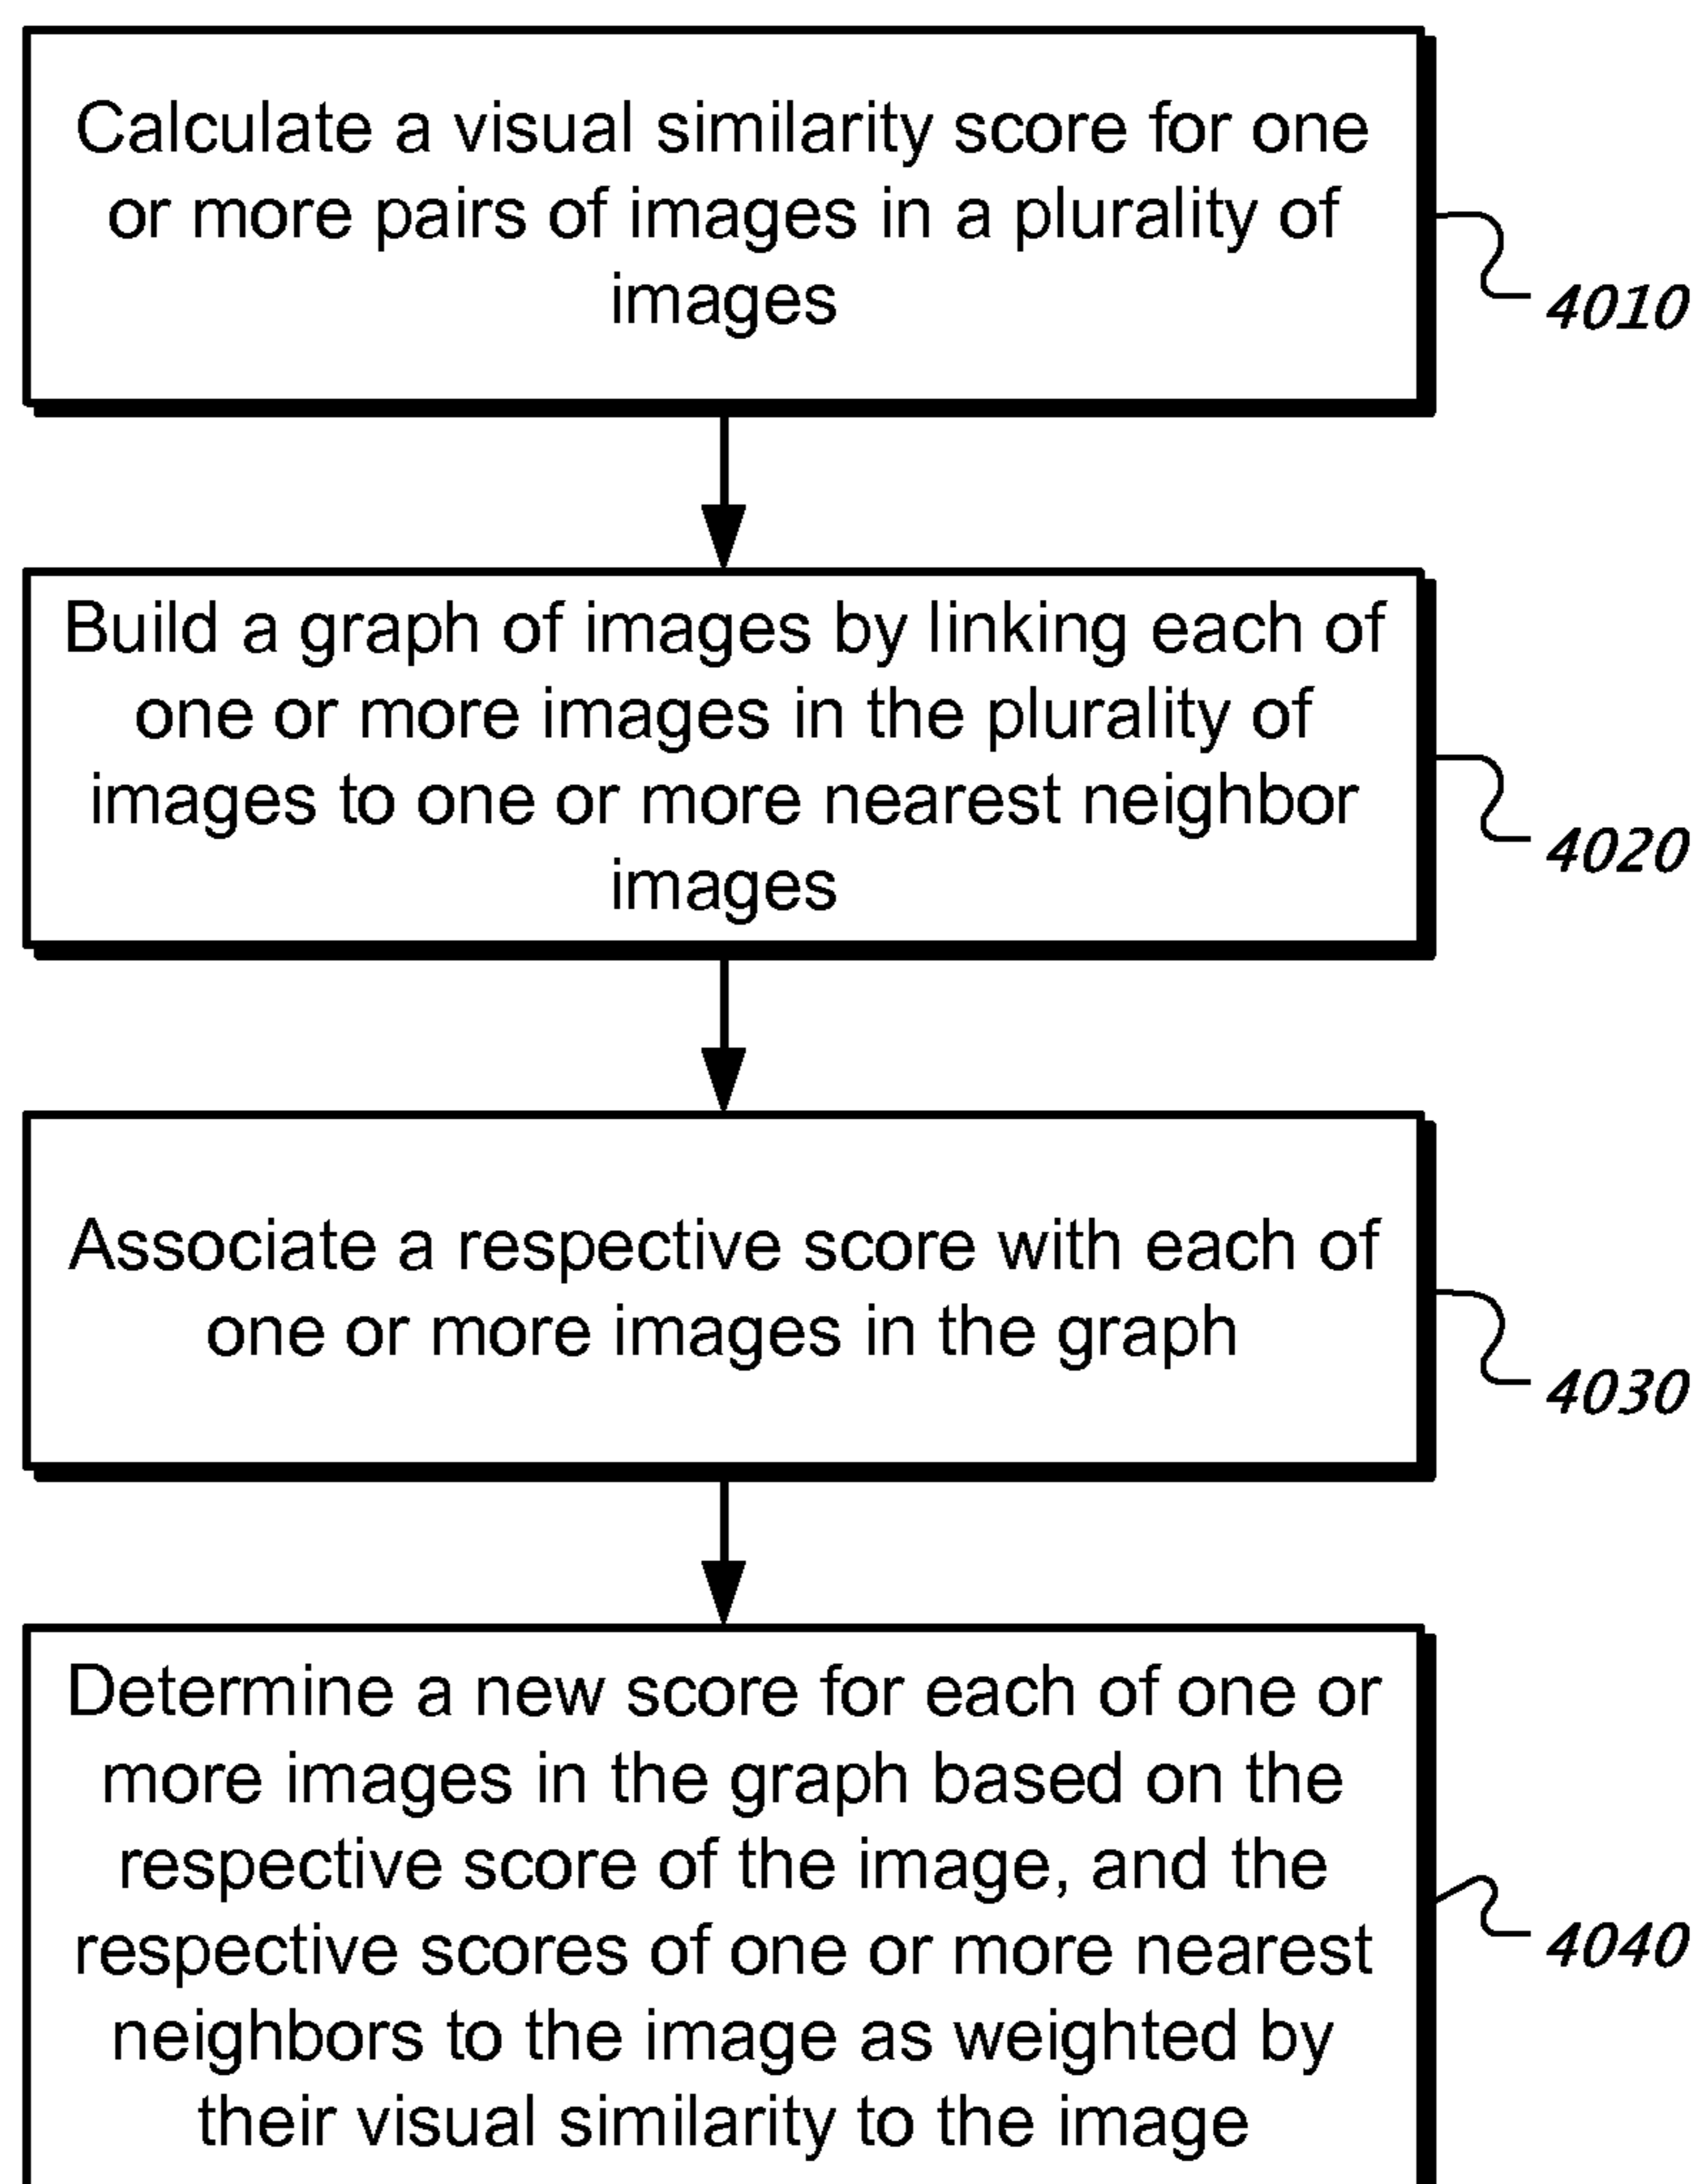 Calculate a visual similarity score for one
or more pairs of images in a plurality of
images
4010
Build a graph of images by linking each of
one or more images in the plurality of
images to one or more nearest neighbor
images
4020
Associate a respective score with each of
one or more images in the graph
4030
Determine a new score for each of one or
more images in the graph based on the
respective score of the image, and the
respective scores of one or more nearest
neighbors to the image as weighted by
their visual similarity to the image
4040